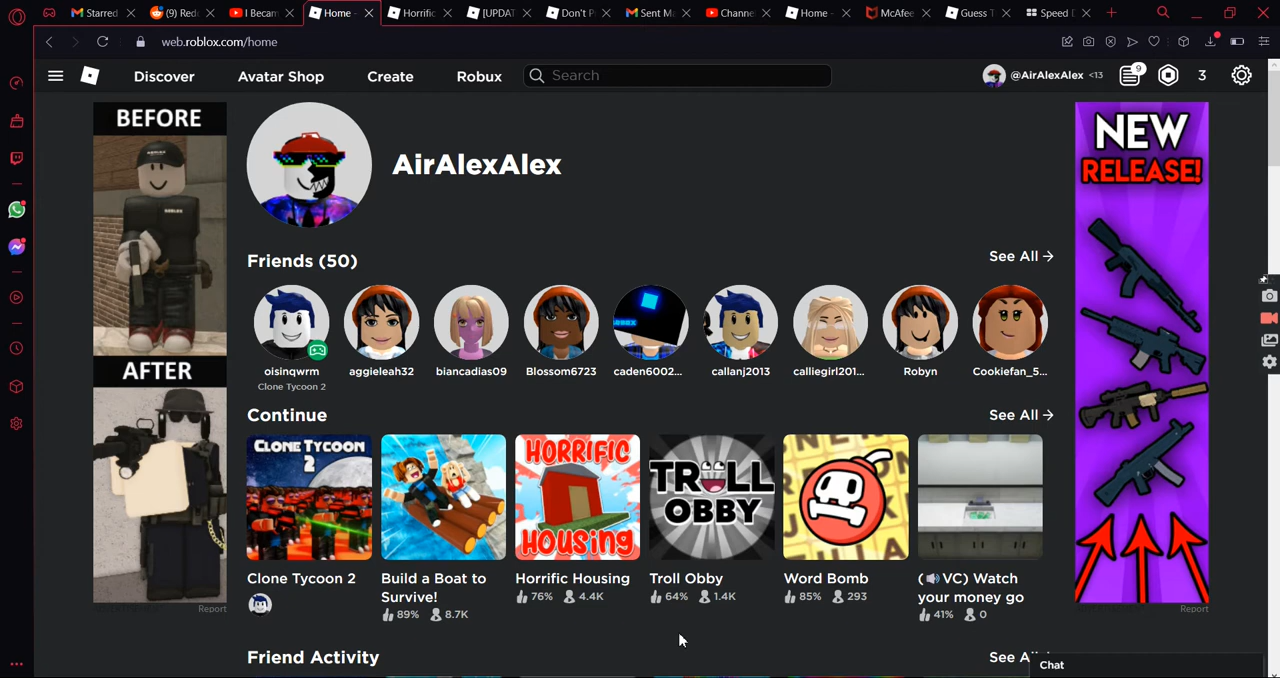 Starred
(9) Redd
I Becam
Home -
Horrific
[UPDAT
Don't P
Sent Ma
Channe
Home -
McAfee
Guess T
Speed D
web.roblox.com/home
Discover
Avatar Shop
Create
Robux
Search
@AirAlexAlex <13
9
3
BEFORE
AFTER
Report
AirAlexAlex
Friends (50)
See All →
oisinqwrm
Clone Tycoon 2
aggieleah32
biancadias09
Blossom6723
caden6002...
callanj2013
calliegirl201...
Robyn
Cookiefan_5...
Continue
See All →
CLONE TYCOON
2
HORRIFIC
HOUSING
TROLL
OBBY
Clone Tycoon 2
Build a Boat to
Survive!
89% 8.7K
Horrific Housing
76% 4.4K
Troll Obby
64% 1.4K
Word Bomb
85% 293
(🔊VC) Watch
your money go
41% 0
Friend Activity
See Al
Chat
NEW
RELEASE!
Report